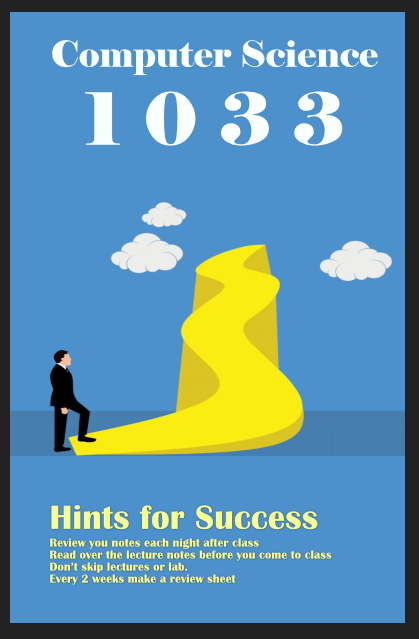 Computer Science
1 0 3 3
Hints for Success
Review you notes each night after class
Read over the lecture notes before you come to class
Don't skip lectures or lab.
Every 2 weeks make a review sheet